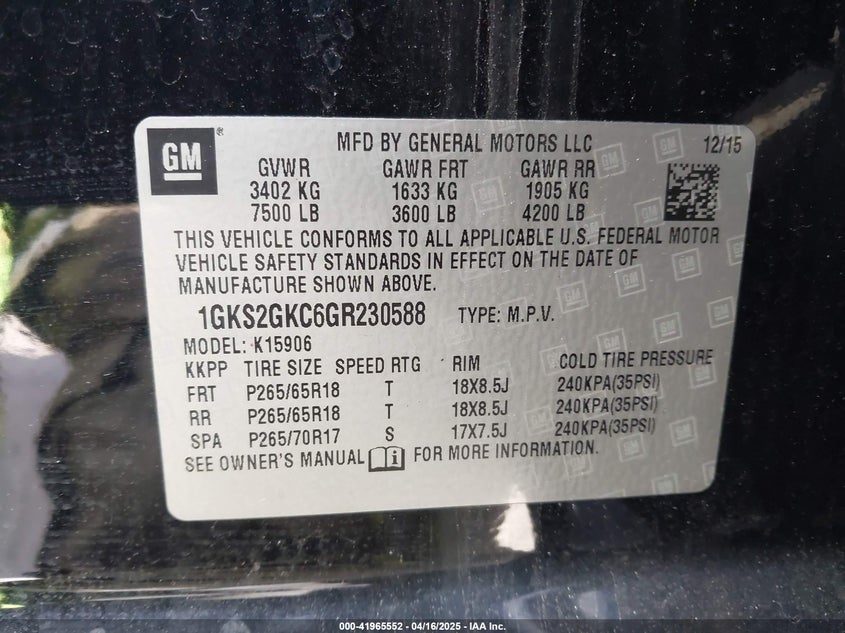 GM ®
MFD BY GENERAL MOTORS LLC 12/15
GVWR GAWR FRT GAWR RR
3402 KG 1633 KG 1905 KG
7500 LB 3600 LB 4200 LB
THIS VEHICLE CONFORMS TO ALL APPLICABLE U.S. FEDERAL MOTOR
VEHICLE SAFETY STANDARDS IN EFFECT ON THE DATE OF
MANUFACTURE SHOWN ABOVE.
1GKS2GKC6GR230588 TYPE: M.P.V.
MODEL: K15906
KKPP TIRE SIZE SPEED RTG RIM COLD TIRE PRESSURE
FRT P265/65R18 T 18X8.5J 240KPA(35PSI)
RR P265/65R18 T 18X8.5J 240KPA(35PSI)
SPA P265/70R17 S 17X7.5J 240KPA(35PSI)
SEE OWNER'S MANUAL i FOR MORE INFORMATION.
000-41965552 - 04/16/2025 - IAA Inc.